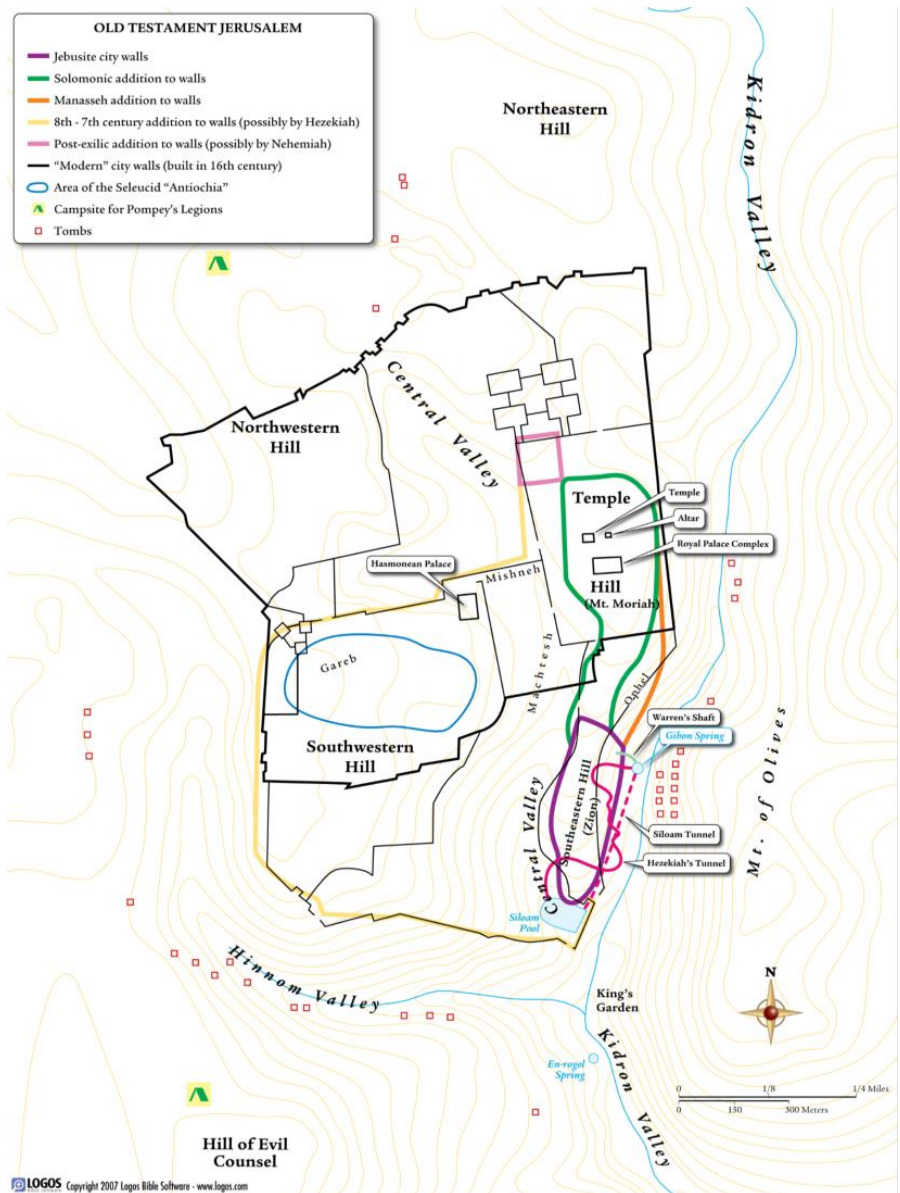 OLD TESTAMENT JERUSALEM
Jebusite city walls
Solomonic addition to walls
Manasseh addition to walls
8th - 7th century addition to walls (possibly by Hezekiah)
Post-exilic addition to walls (possibly by Nehemiah)
“Modern” city walls (built in 16th century)
Area of the Seleucid “Antiochia”
Campsite for Pompey's Legions
Tombs
Northeastern
Hill
Kidron Valley
Central Valley
Northwestern
Hill
Temple
Temple
Altar
Royal Palace Complex
Hill
(Mt. Moriah)
Hasmonean Palace
Mishneh
Machtesh
Gareb
Ophel
Southwestern
Hill
Warren's Shaft
Gihon Spring
Central Valley
Southeastern Hill
(Zion)
Siloam Tunnel
Hezekiah's Tunnel
Mt. of Olives
Siloam
Pool
Hinnom Valley
N
King's
Garden
En-rogel
Spring
Kidron Valley
0 1/8 1/4 Miles
0 150 300 Meters
Hill of Evil
Counsel
LOGOS Copyright 2007 Logos Bible Software - www.logos.com